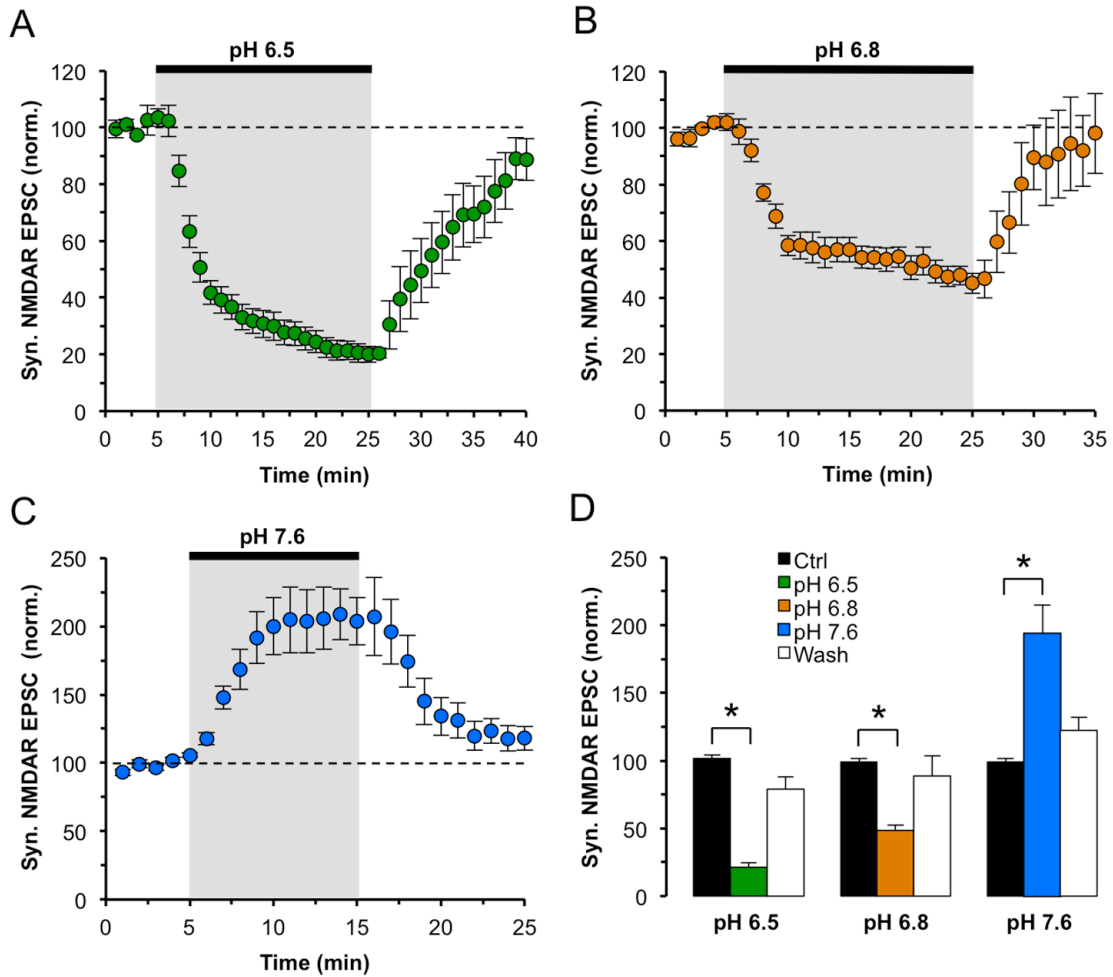 A
pH 6.5
Syn. NMDAR EPSC (norm.)
120
100
80
60
40
20
0
0 5 10 15 20 25 30 35 40
Time (min)
B
pH 6.8
Syn. NMDAR EPSC (norm.)
120
100
80
60
40
20
0
0 5 10 15 20 25 30 35
Time (min)
C
pH 7.6
Syn. NMDAR EPSC (norm.)
250
200
150
100
50
0
0 5 10 15 20 25
Time (min)
D
Syn. NMDAR EPSC (norm.)
250
200
150
100
50
0
Ctrl
pH 6.5
pH 6.8
pH 7.6
Wash
*
*
*
pH 6.5 pH 6.8 pH 7.6